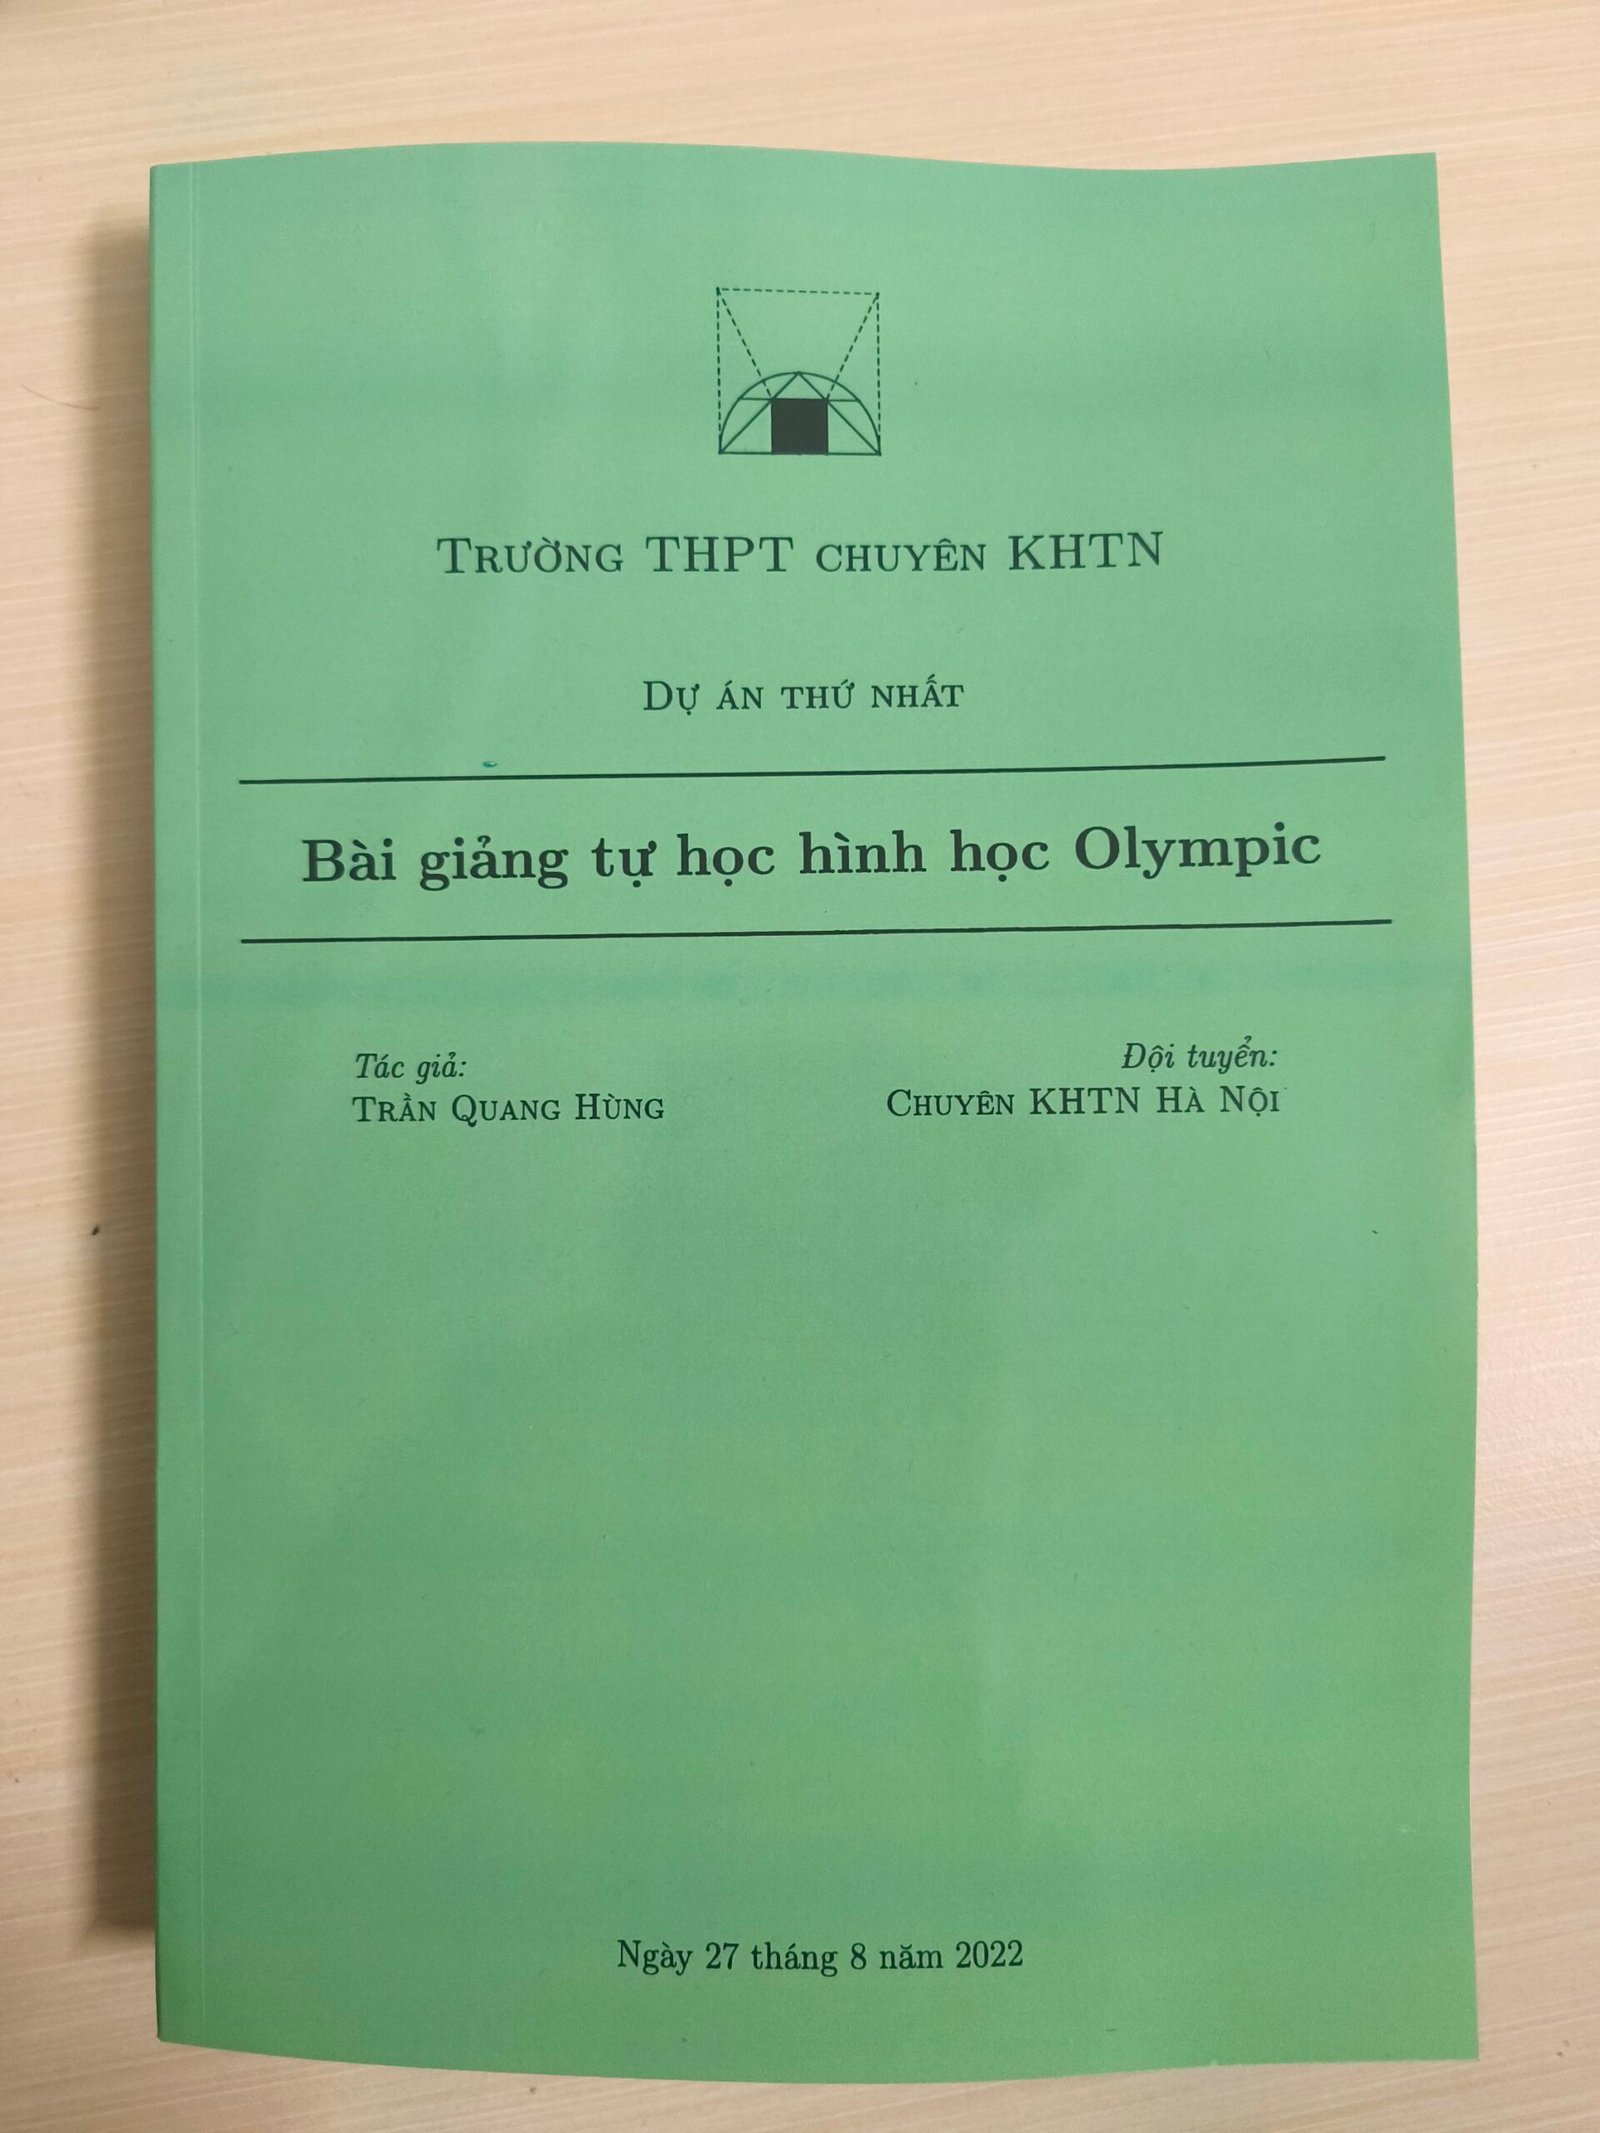 TRƯỜNG THPT CHUYÊN KHTN
DỰ ÁN THỨ NHẤT
Bài giảng tự học hình học Olympic
Tác giả:
TRẦN QUANG HÙNG
Đội tuyển:
CHUYÊN KHTN HÀ NỘI
Ngày 27 tháng 8 năm 2022